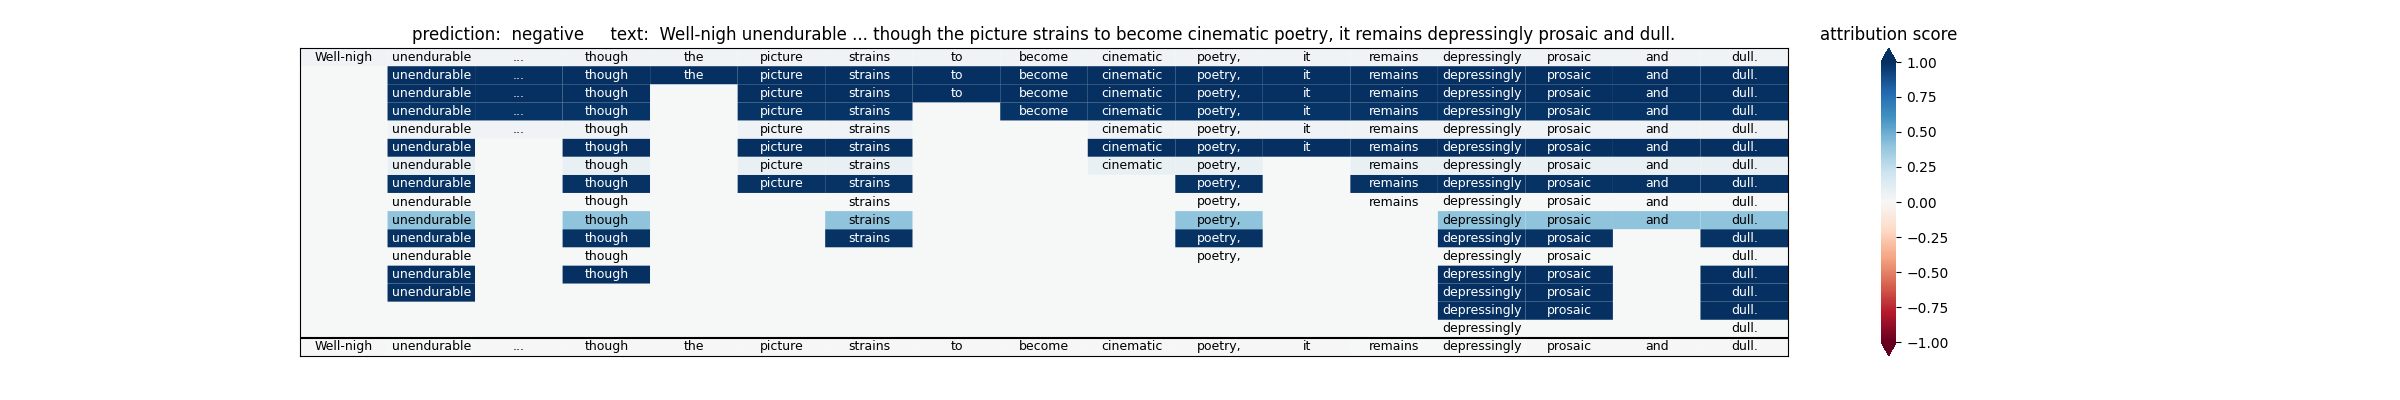 prediction:  negative     text:  Well-nigh unendurable ... though the picture strains to become cinematic poetry, it remains depressingly prosaic and dull.
attribution score
Well-nigh unendurable ... though the picture strains to become cinematic poetry, it remains depressingly prosaic and dull.
unendurable ... though the picture strains to become cinematic poetry, it remains depressingly prosaic and dull.
unendurable ... though picture strains to become cinematic poetry, it remains depressingly prosaic and dull.
unendurable ... though picture strains become cinematic poetry, it remains depressingly prosaic and dull.
unendurable ... though picture strains cinematic poetry, it remains depressingly prosaic and dull.
unendurable though picture strains cinematic poetry, it remains depressingly prosaic and dull.
unendurable though picture strains cinematic poetry, remains depressingly prosaic and dull.
unendurable though picture strains poetry, remains depressingly prosaic and dull.
unendurable though strains poetry, remains depressingly prosaic and dull.
unendurable though strains poetry, depressingly prosaic and dull.
unendurable though strains poetry, depressingly prosaic dull.
unendurable though poetry, depressingly prosaic dull.
unendurable though depressingly prosaic dull.
unendurable depressingly prosaic dull.
depressingly prosaic dull.
depressingly dull.
Well-nigh unendurable ... though the picture strains to become cinematic poetry, it remains depressingly prosaic and dull.
1.00
0.75
0.50
0.25
0.00
−0.25
−0.50
−0.75
−1.00